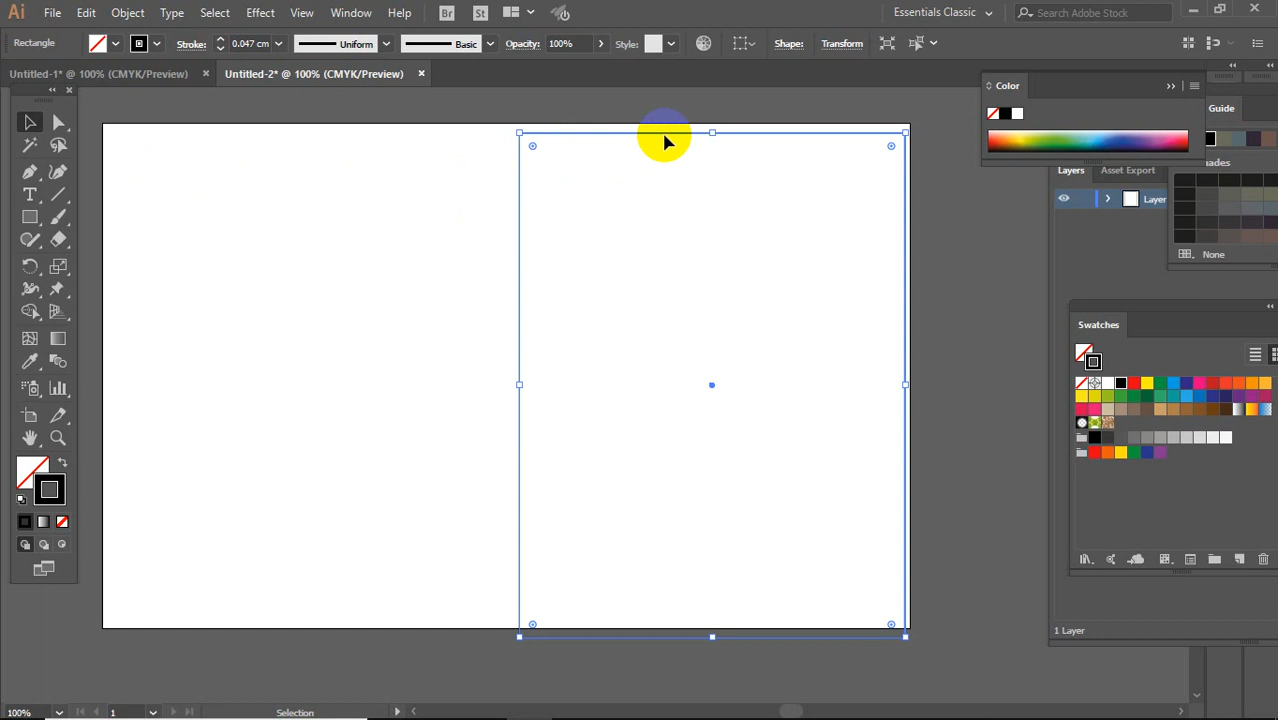 Ai File Edit Object Type Select Effect View Window Help Br St Essentials Classic Search Adobe Stock
Rectangle Stroke: 0.047 cm Uniform Basic Opacity: 100% Style: Shape: Transform
Untitled-1* @ 100% (CMYK/Preview) × Untitled-2* @ 100% (CMYK/Preview) ×
Color
Guide
Layers Asset Export
Layer
None
Swatches
1 Layer
100% 1 Selection